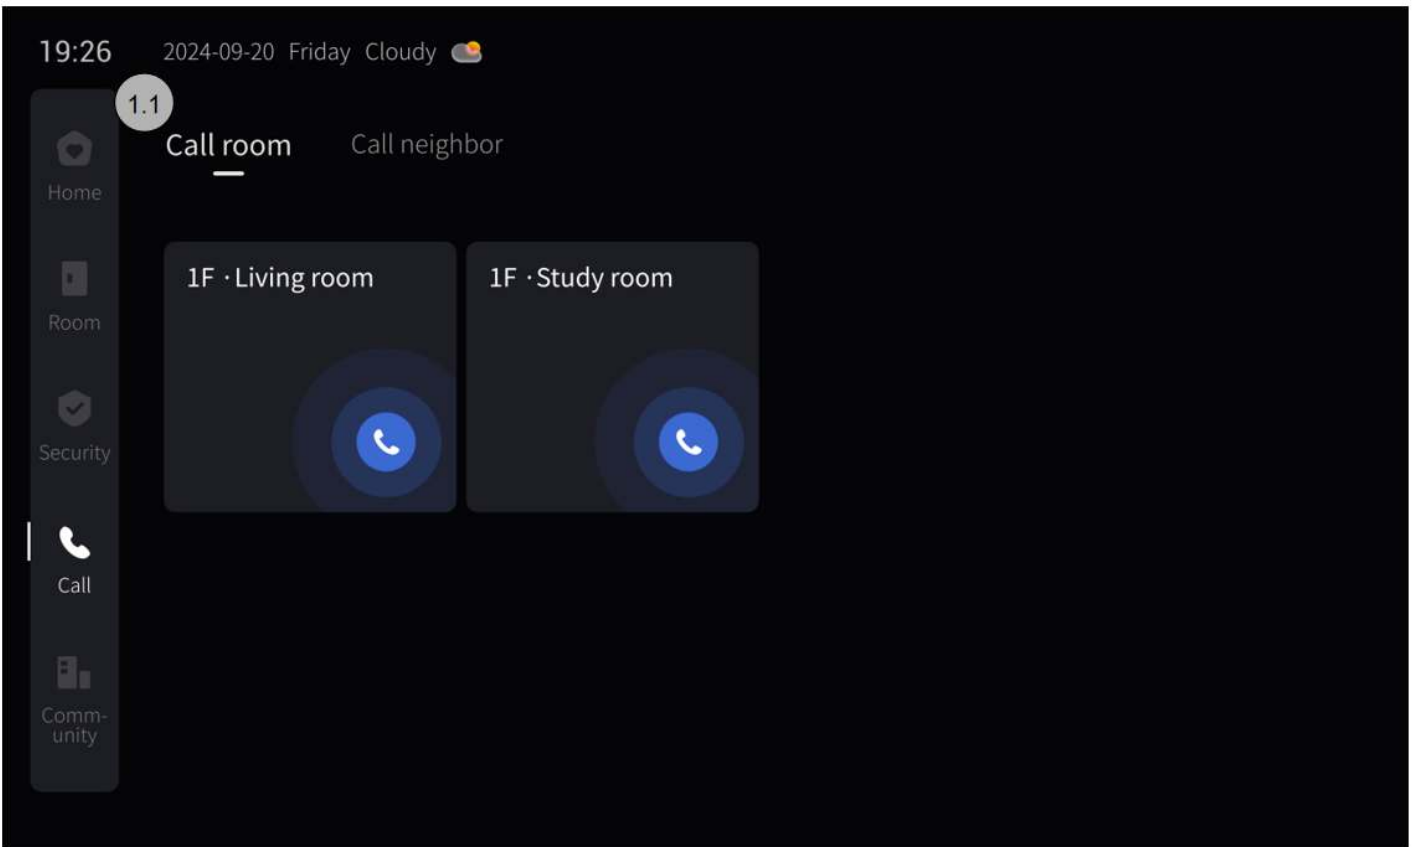 19:26 2024-09-20 Friday Cloudy
1.1
Call room Call neighbor
Home
1F · Living room 1F · Study room
Room
Security
Call
Comm-
unity